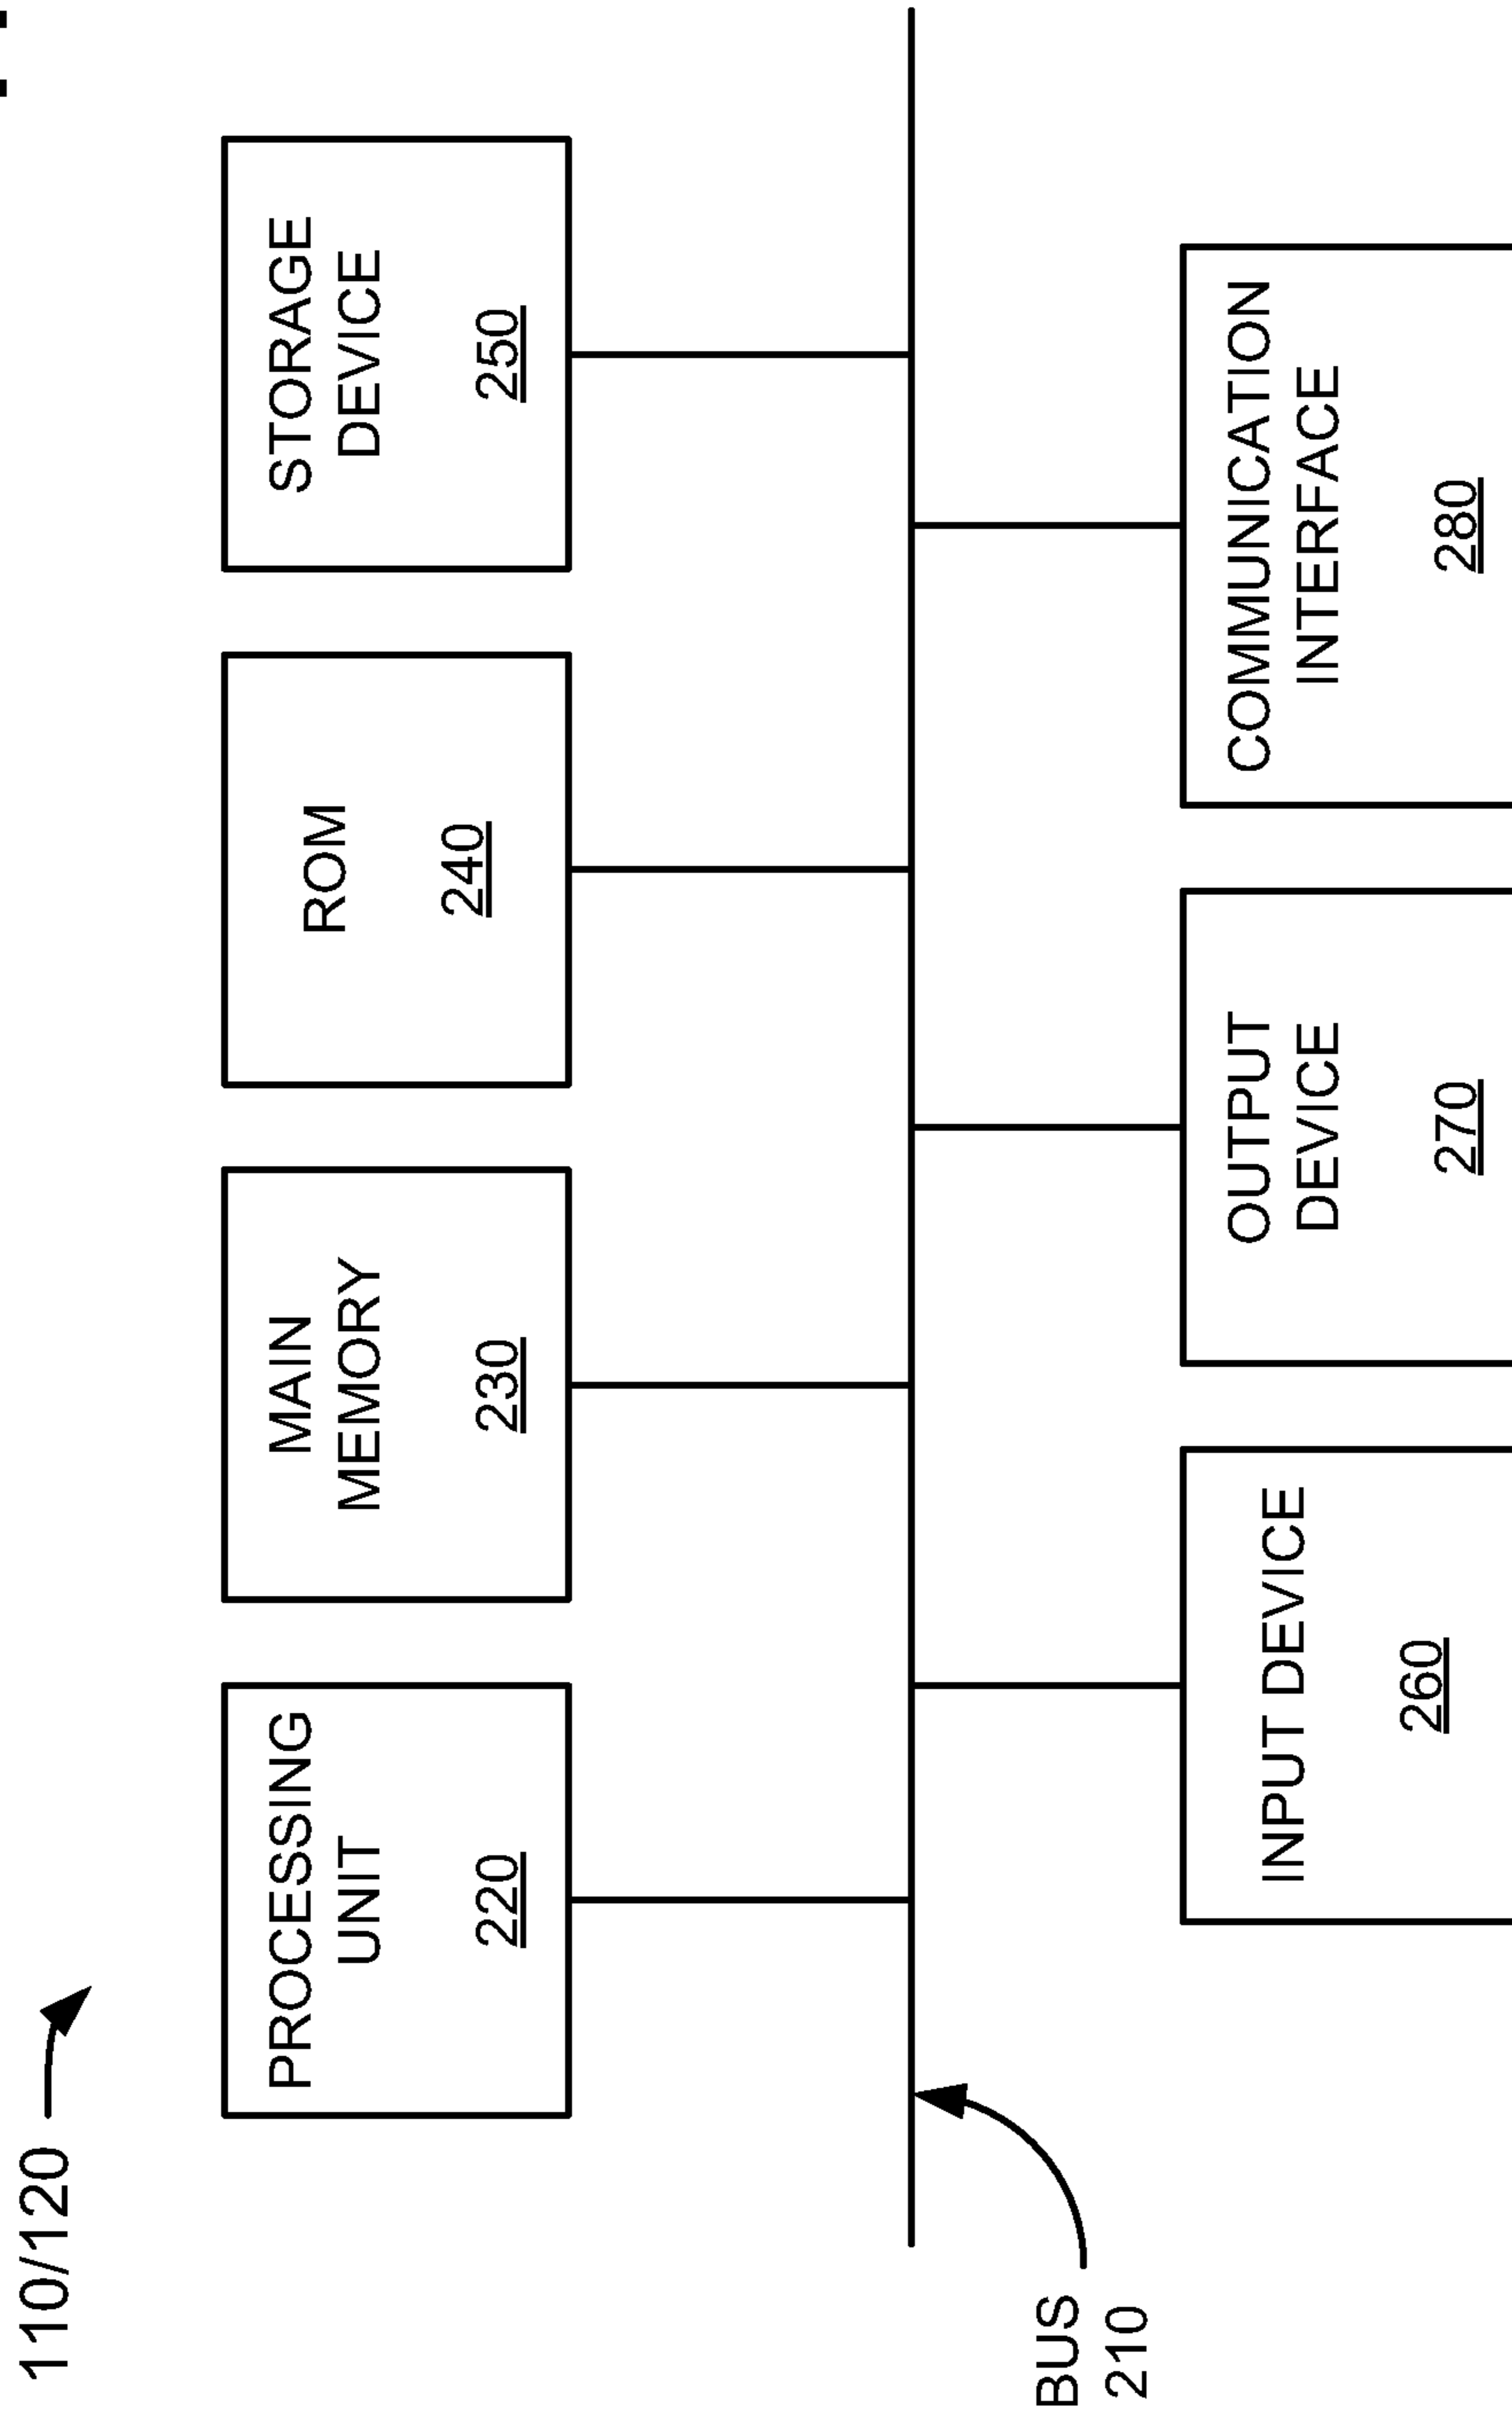 110/120
PROCESSING
UNIT
220
MAIN
MEMORY
230
ROM
240
STORAGE
DEVICE
250
BUS
210
INPUT DEVICE
260
OUTPUT
DEVICE
270
COMMUNICATION
INTERFACE
280